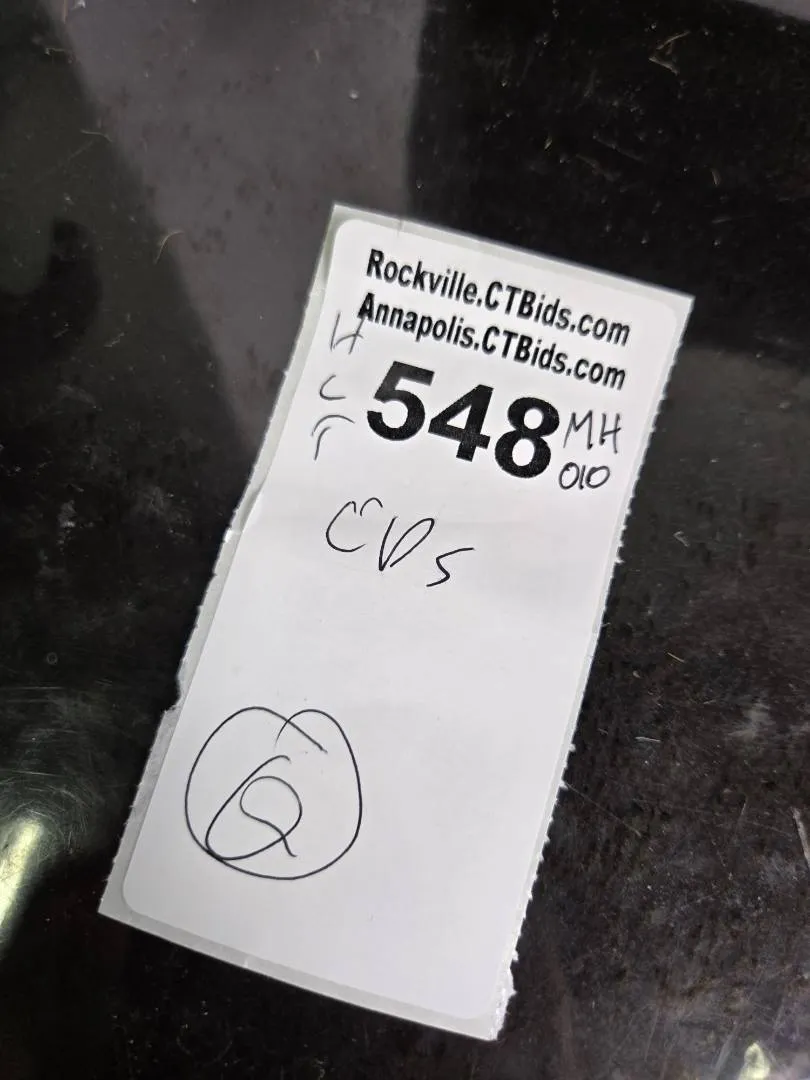 Rockville.CTBids.com
Annapolis.CTBids.com
548 MH
010
CDs